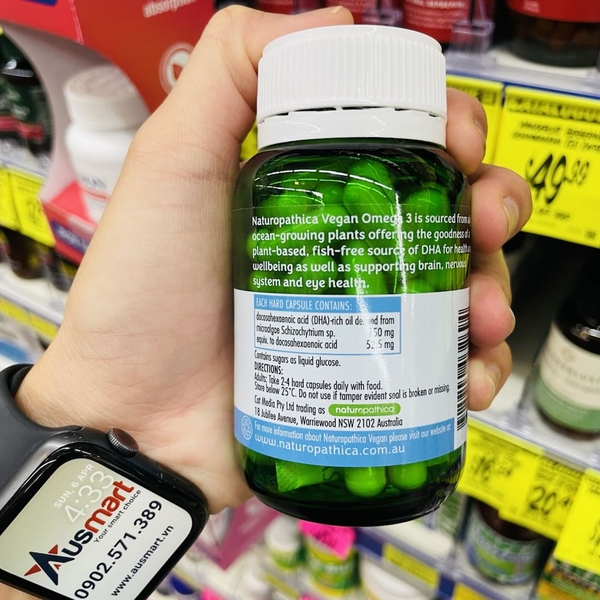 absorption
$49.99
Naturopathica Vegan Omega 3 is sourced from
ocean-growing plants offering the goodness of
plant-based, fish-free source of DHA for health
wellbeing as well as supporting brain, nervous
system and eye health.
EACH HARD CAPSULE CONTAINS:
docosahexaenoic acid (DHA)-rich oil derived from
microalgae Schizochytrium sp. mg
equiv. to docosahexaenoic acid mg
Contains sugars as liquid glucose.
DIRECTIONS:
Adults: Take 2-4 hard capsules daily with food.
Store below 25°C. Do not use if tamper evident seal is broken or missing.
Cat Media Pty Ltd trading as naturopathica
18 Jubilee Avenue, Warriewood NSW 2102 Australia
For more information about Naturopathica Vegan please visit our website at
www.naturopathica.com.au
SUN, 6 APR
4:33
Ausmart
Your smart choice
0902.571.389
www.ausmart.vn